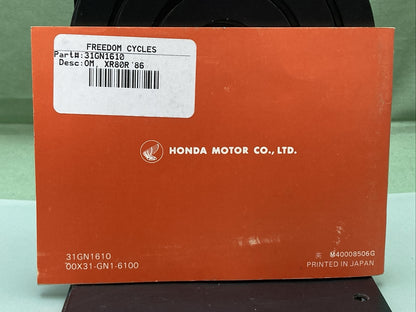 FREEDOM CYCLES
Part#:31GN1610
Desc:OM, XR80R '86
HONDA MOTOR CO., LTD.
31GN1610
00X31-GN1-6100
英 M40008506G
PRINTED IN JAPAN